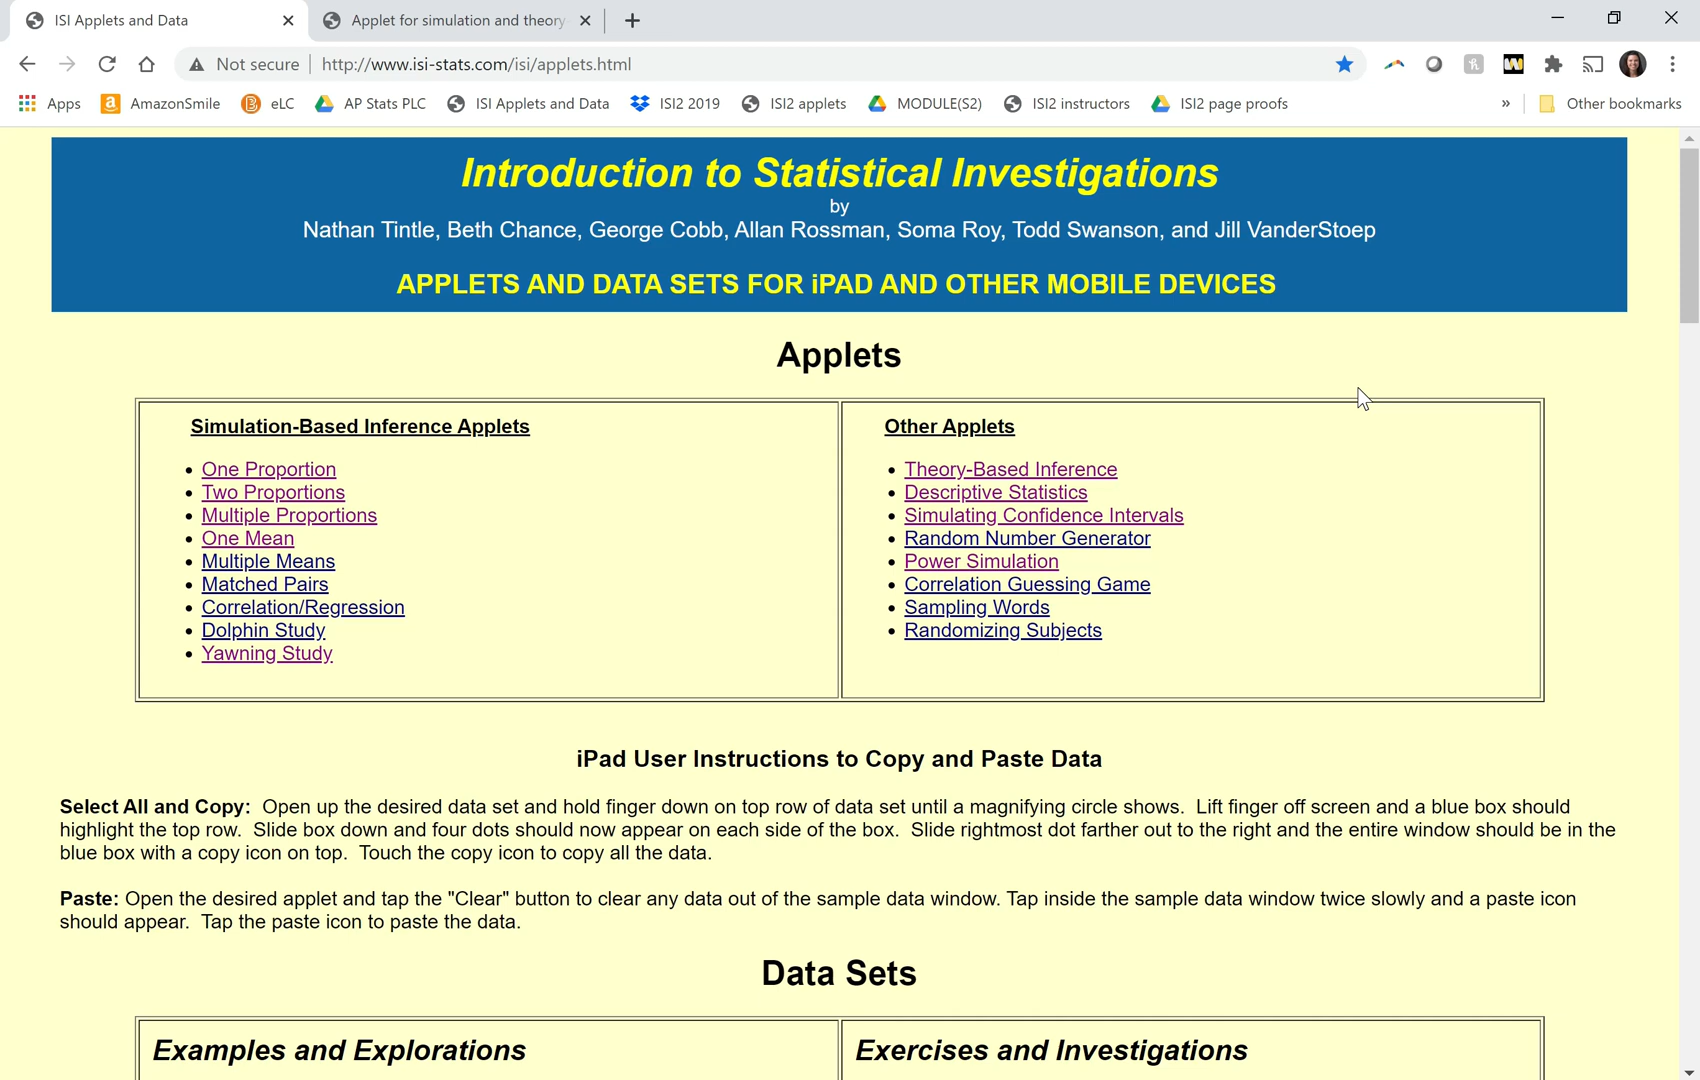 ISI Applets and Data
Applet for simulation and theory-
Not secure
http://www.isi-stats.com/isi/applets.html
Apps
AmazonSmile
eLC
AP Stats PLC
ISI Applets and Data
ISI2 2019
ISI2 applets
MODULE(S2)
ISI2 instructors
ISI2 page proofs
»
Other bookmarks
Introduction to Statistical Investigations
by
Nathan Tintle, Beth Chance, George Cobb, Allan Rossman, Soma Roy, Todd Swanson, and Jill VanderStoep
APPLETS AND DATA SETS FOR iPAD AND OTHER MOBILE DEVICES
Applets
Simulation-Based Inference Applets
One Proportion
Two Proportions
Multiple Proportions
One Mean
Multiple Means
Matched Pairs
Correlation/Regression
Dolphin Study
Yawning Study
Other Applets
Theory-Based Inference
Descriptive Statistics
Simulating Confidence Intervals
Random Number Generator
Power Simulation
Correlation Guessing Game
Sampling Words
Randomizing Subjects
iPad User Instructions to Copy and Paste Data
Select All and Copy: Open up the desired data set and hold finger down on top row of data set until a magnifying circle shows. Lift finger off screen and a blue box should
highlight the top row. Slide box down and four dots should now appear on each side of the box. Slide rightmost dot farther out to the right and the entire window should be in the
blue box with a copy icon on top. Touch the copy icon to copy all the data.
Paste: Open the desired applet and tap the "Clear" button to clear any data out of the sample data window. Tap inside the sample data window twice slowly and a paste icon
should appear. Tap the paste icon to paste the data.
Data Sets
Examples and Explorations
Exercises and Investigations